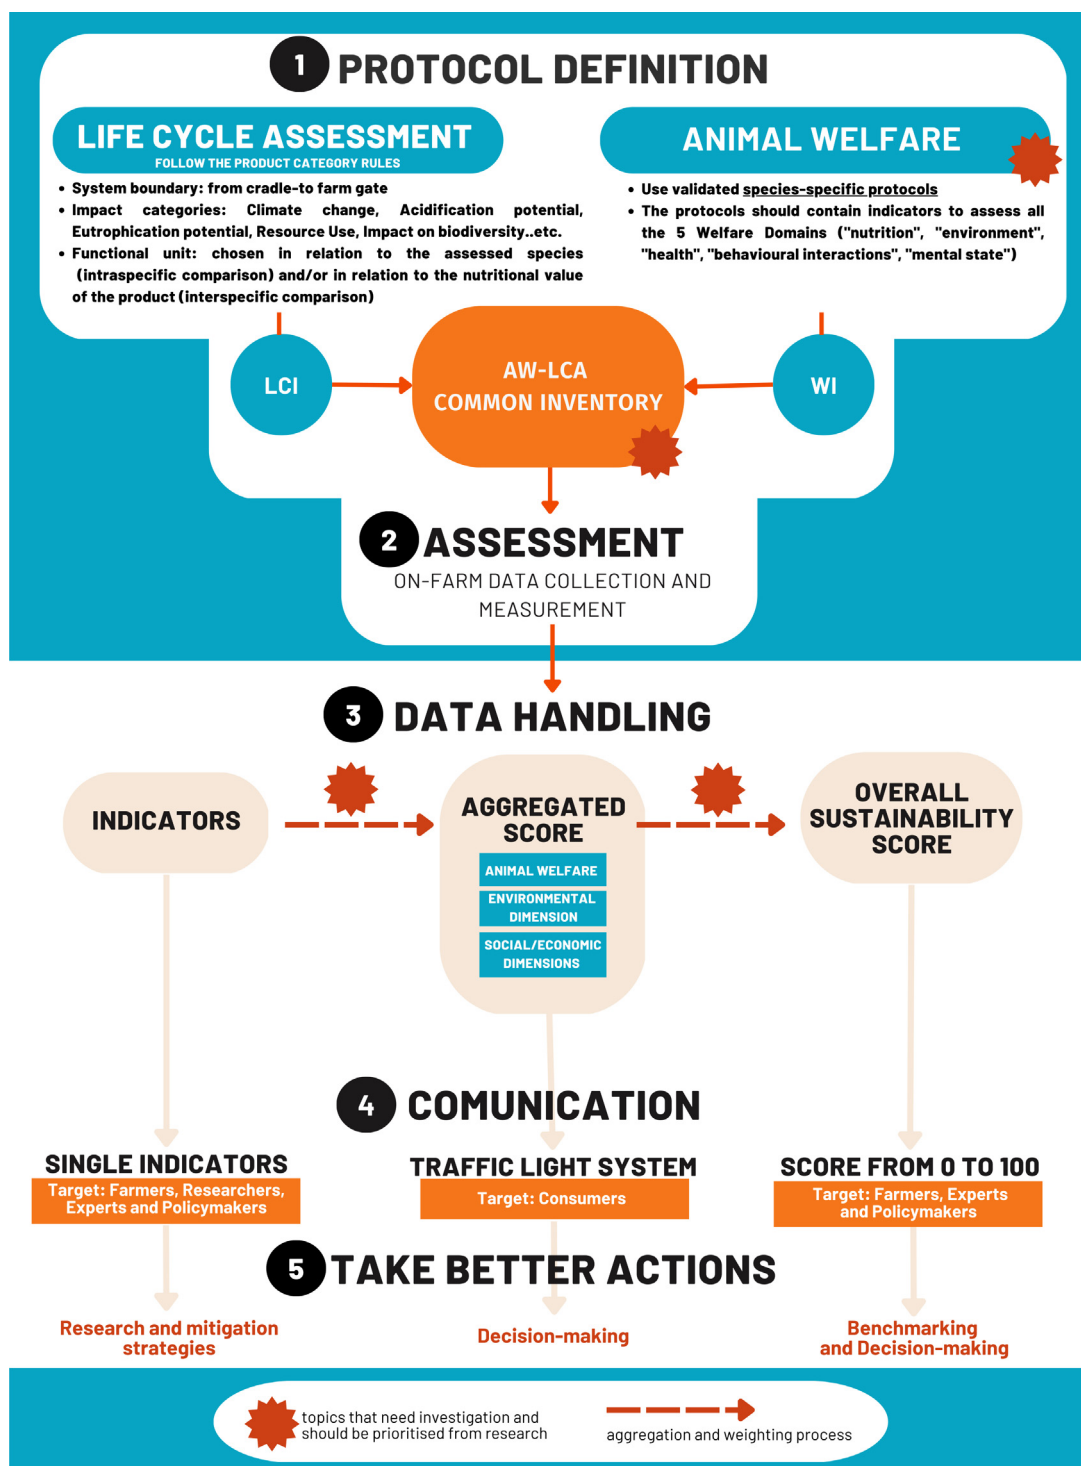 1 PROTOCOL DEFINITION
LIFE CYCLE ASSESSMENT
FOLLOW THE PRODUCT CATEGORY RULES
• System boundary: from cradle-to farm gate
• Impact categories: Climate change, Acidification potential,
Eutrophication potential, Resource Use, Impact on biodiversity..etc.
• Functional unit: chosen in relation to the assessed species
(intraspecific comparison) and/or in relation to the nutritional value
of the product (interspecific comparison)
ANIMAL WELFARE
• Use validated species-specific protocols
• The protocols should contain indicators to assess all
the 5 Welfare Domains ("nutrition", "environment",
"health", "behavioural interactions", "mental state")
LCI
AW-LCA
COMMON INVENTORY
WI
2 ASSESSMENT
ON-FARM DATA COLLECTION AND
MEASUREMENT
3 DATA HANDLING
INDICATORS
AGGREGATED
SCORE
ANIMAL WELFARE
ENVIRONMENTAL
DIMENSION
SOCIAL/ECONOMIC
DIMENSIONS
OVERALL
SUSTAINABILITY
SCORE
4 COMUNICATION
SINGLE INDICATORS
Target: Farmers, Researchers,
Experts and Policymakers
TRAFFIC LIGHT SYSTEM
Target: Consumers
SCORE FROM 0 TO 100
Target: Farmers, Experts
and Policymakers
5 TAKE BETTER ACTIONS
Research and mitigation
strategies
Decision-making
Benchmarking
and Decision-making
topics that need investigation and
should be prioritised from research
aggregation and weighting process